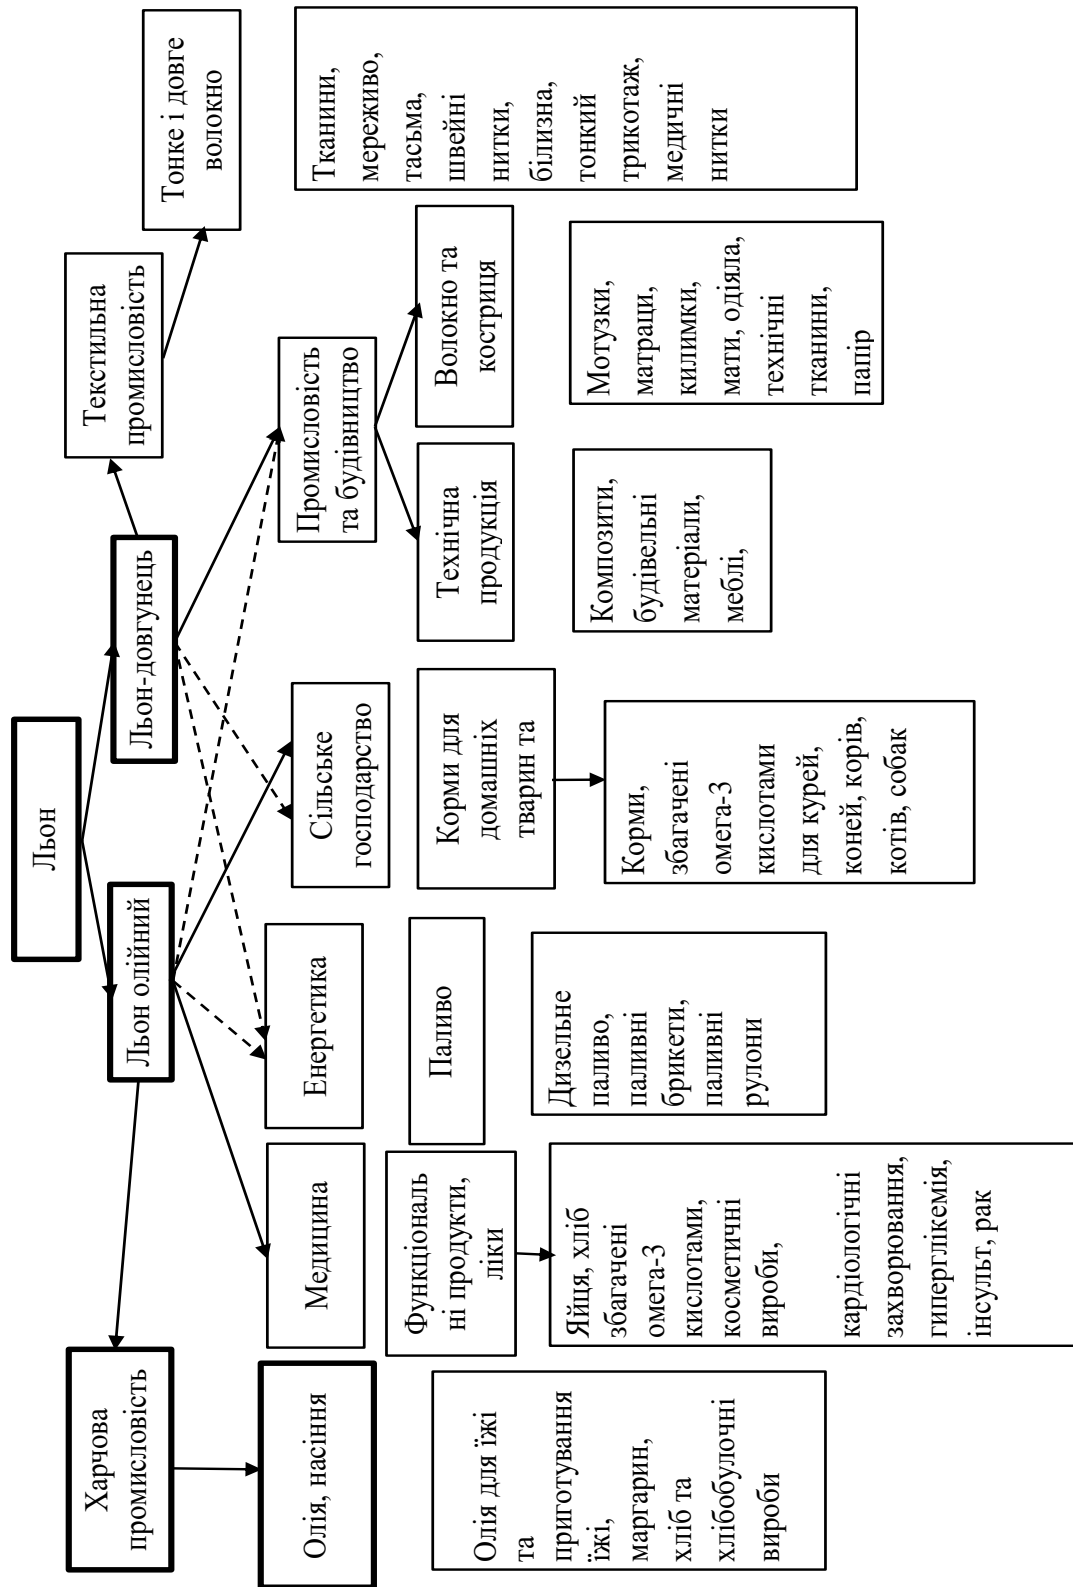 Льон
Льон олійний
Льон-довгунець
Харчова
промисловість
Текстильна
промисловість
Олія, насіння
Медицина
Енергетика
Сільське
господарство
Промисловість
та будівництво
Тонке і довге
волокно
Функціональ
ні продукти,
ліки
Паливо
Корми для
домашніх
тварин та
Технічна
продукція
Волокно та
костриця
Олія для їжі
та
приготування
їжі,
маргарин,
хліб та
хлібобулочні
вироби
Яйця, хліб
збагачені
омега-3
кислотами,
косметичні
вироби,
кардіологічні
захворювання,
гиперглікемія,
інсульт, рак
Дизельне
паливо,
паливні
брикети,
паливні
рулони
Корми,
збагачені
омега-3
кислотами
для курей,
коней, корів,
котів, собак
Композити,
будівельні
матеріали,
меблі,
Мотузки,
матраци,
килимки,
мати, одіяла,
технічні
тканини,
папір
Тканини,
мереживо,
тасьма,
швейні
нитки,
білизна,
тонкий
трикотаж,
медичні
нитки